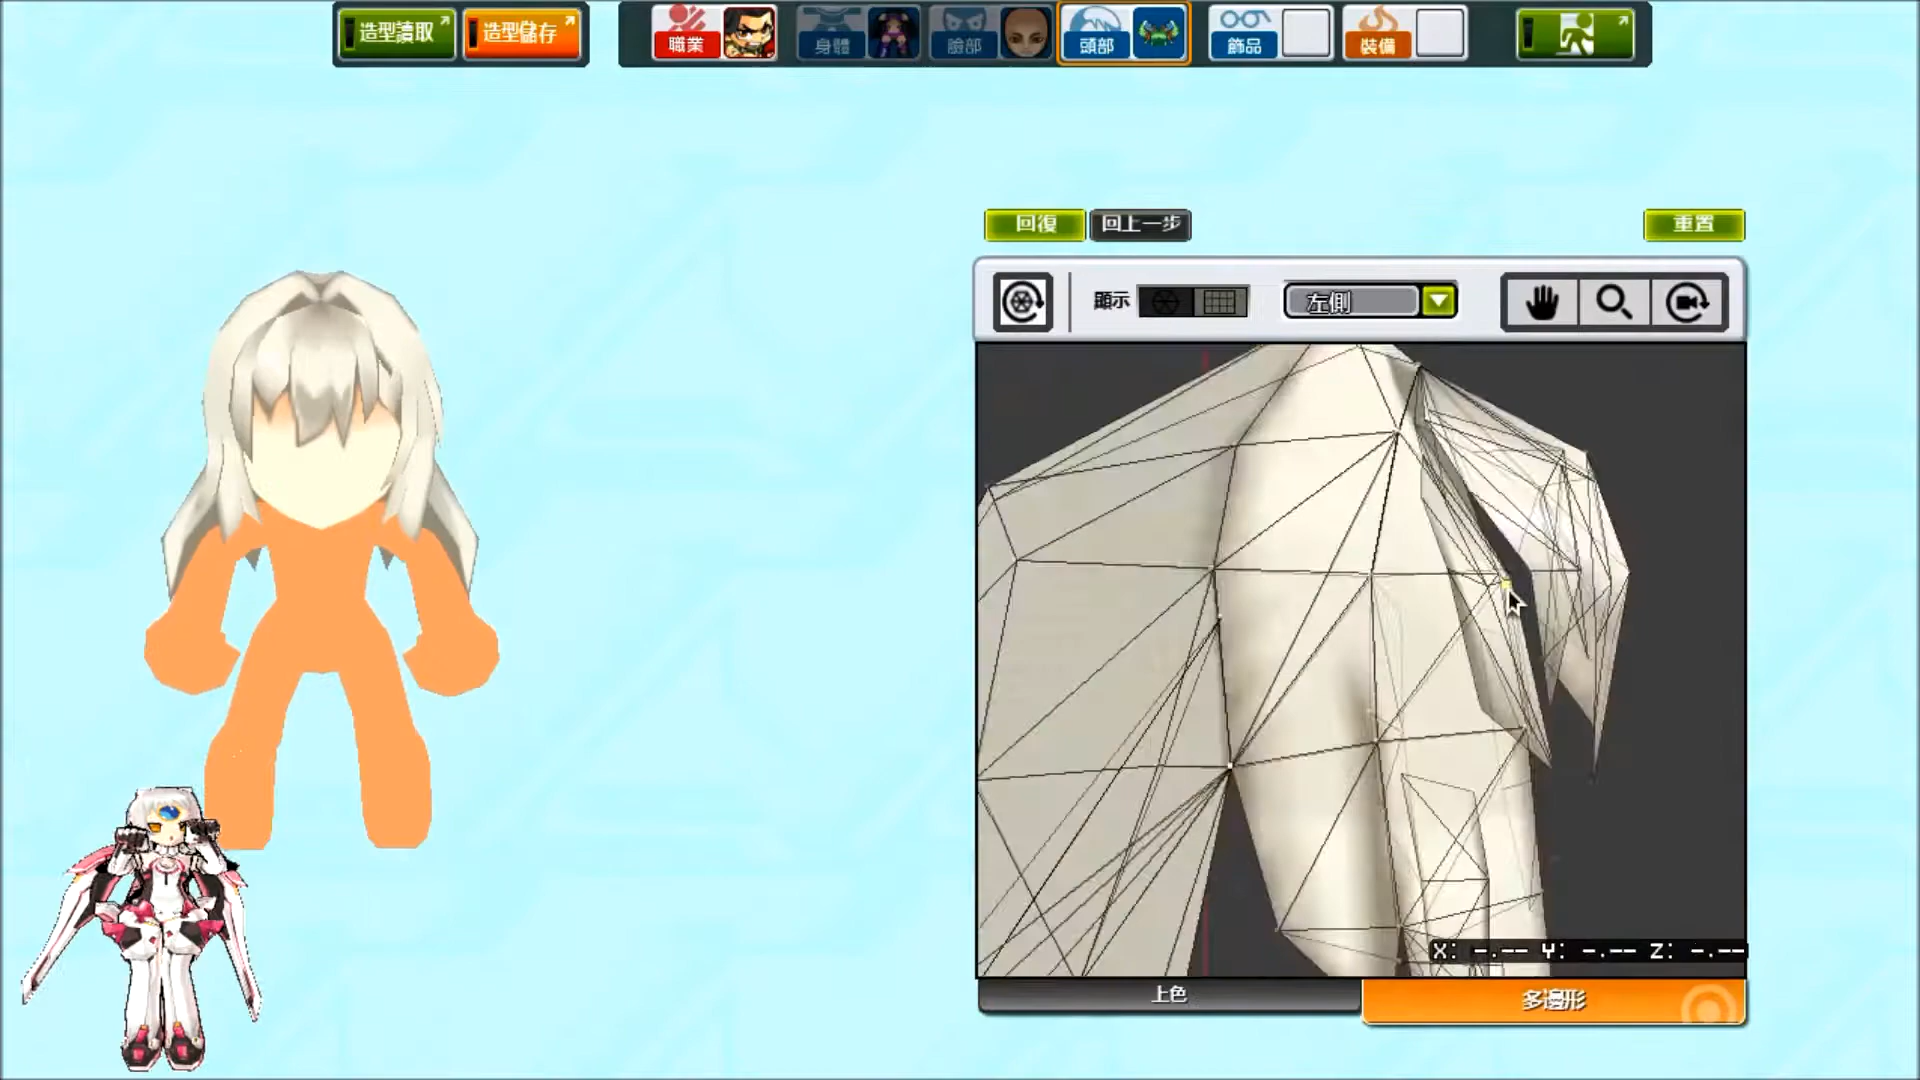 造型讀取
造型儲存
職業
身體
臉部
頭部
飾品
裝備
回復
回上一步
重置
顯示
左側
X: -.-- Y: -.-- Z: -.--
上色
多邊形